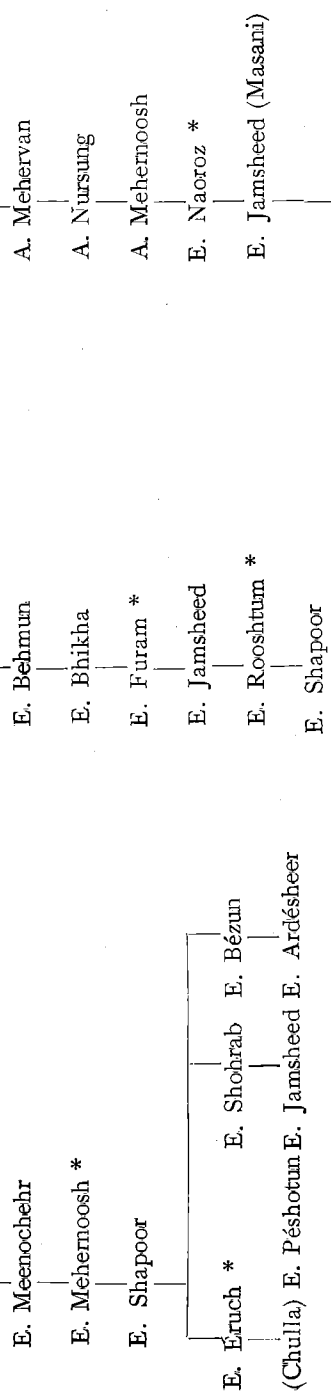 E. Meenochehr
E. Mehernoosh *
E. Shapoor
E. Eruch * E. Shohrab E. Bézun
(Chulla) E. Péshotun E. Jamsheed E. Ardésheer
E. Behmun
E. Bhikha
E. Furam *
E. Jamsheed
E. Rooshtum *
E. Shapoor
A. Mehervan
A. Nursung
A. Mehernoosh
E. Naoroz *
E. Jamsheed (Masani)